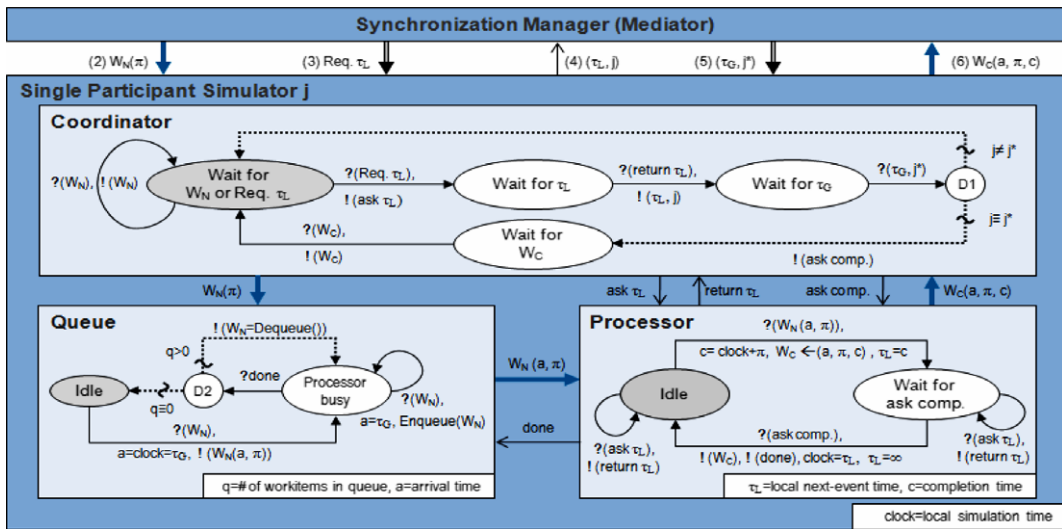 Synchronization Manager (Mediator)
(2) W_N(π)
(3) Req. τ_L
(4) (τ_L, j)
(5) (τ_G, j*)
(6) W_C(a, π, c)
Single Participant Simulator j
Coordinator
j≠ j*
?(W_N), ! (W_N)
Wait for
W_N or Req. τ_L
?(Req. τ_L),
! (ask τ_L)
Wait for τ_L
?(return τ_L),
! (τ_L, j)
Wait for τ_G
?(τ_G, j*)
D1
j≡ j*
?(W_C),
! (W_C)
Wait for
W_C
! (ask comp.)
W_N(π)
ask τ_L
return τ_L
ask comp.
W_C(a, π, c)
Queue
! (W_N=Dequeue())
q>0
Idle
D2
?done
Processor
busy
q≡0
?(W_N),
a=τ_G, Enqueue(W_N)
?(W_N),
a=clock=τ_G, ! (W_N(a, π))
q=# of workitems in queue, a=arrival time
W_N (a, π)
done
Processor
?(W_N(a, π)),
c= clock+π, W_C ←(a, π, c) , τ_L=c
Idle
Wait for
ask comp.
?(ask τ_L),
! (return τ_L)
?(ask comp.),
! (W_C), ! (done), clock=τ_L, τ_L=∞
?(ask τ_L),
! (return τ_L)
τ_L=local next-event time, c=completion time
clock=local simulation time